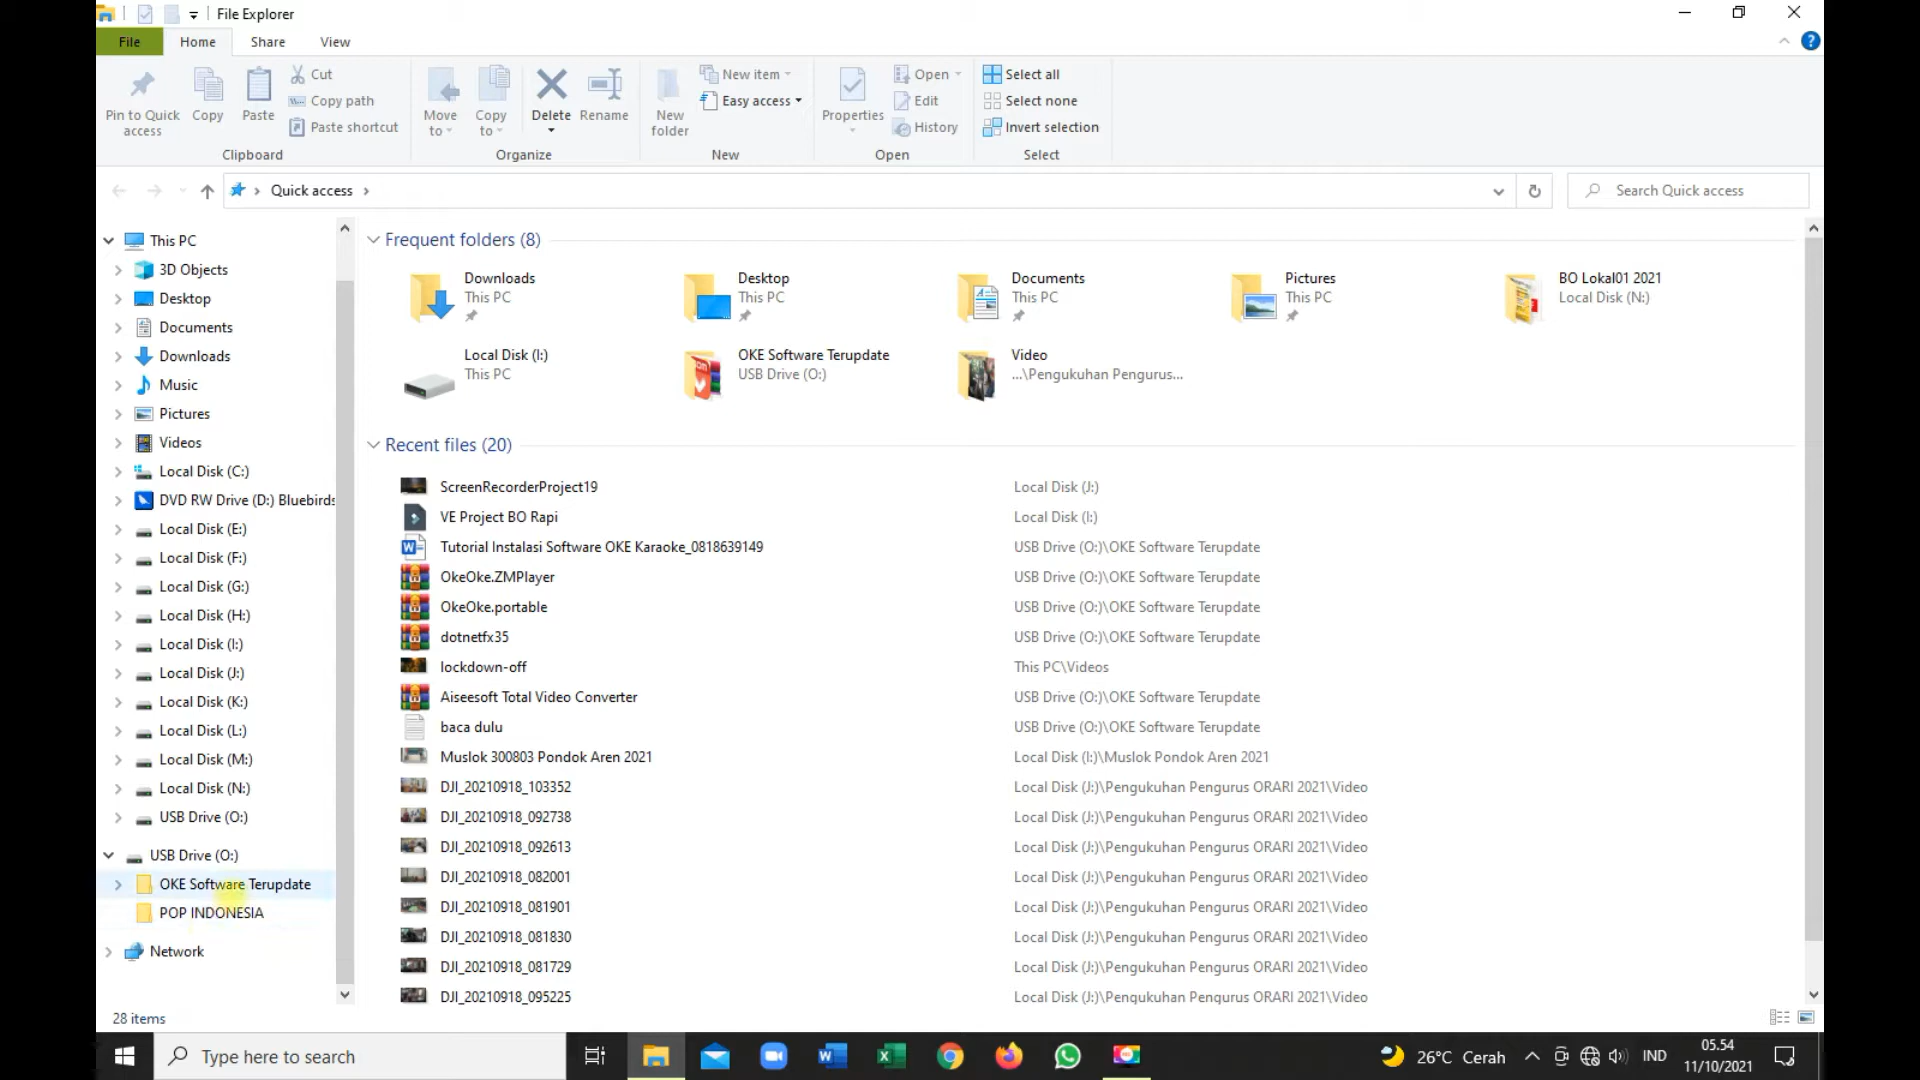 File Explorer
File Home Share View
Pin to Quick access
Copy
Paste
Cut
Copy path
Paste shortcut
Clipboard
Move to
Copy to
Delete
Rename
Organize
New folder
New item
Easy access
New
Properties
Open
Edit
History
Open
Select all
Select none
Invert selection
Select
Quick access
Search Quick access
This PC
3D Objects
Desktop
Documents
Downloads
Music
Pictures
Videos
Local Disk (C:)
DVD RW Drive (D:) Bluebirds
Local Disk (E:)
Local Disk (F:)
Local Disk (G:)
Local Disk (H:)
Local Disk (I:)
Local Disk (J:)
Local Disk (K:)
Local Disk (L:)
Local Disk (M:)
Local Disk (N:)
USB Drive (O:)
USB Drive (O:)
OKE Software Terupdate
POP INDONESIA
Network
Frequent folders (8)
Downloads
This PC
Desktop
This PC
Documents
This PC
Pictures
This PC
BO Lokal01 2021
Local Disk (N:)
Local Disk (I:)
This PC
OKE Software Terupdate
USB Drive (O:)
Video
...\Pengukuhan Pengurus...
Recent files (20)
ScreenRecorderProject19 Local Disk (J:)
VE Project BO Rapi Local Disk (I:)
Tutorial Instalasi Software OKE Karaoke_0818639149 USB Drive (O:)\OKE Software Terupdate
OkeOke.ZMPlayer USB Drive (O:)\OKE Software Terupdate
OkeOke.portable USB Drive (O:)\OKE Software Terupdate
dotnetfx35 USB Drive (O:)\OKE Software Terupdate
lockdown-off This PC\Videos
Aiseesoft Total Video Converter USB Drive (O:)\OKE Software Terupdate
baca dulu USB Drive (O:)\OKE Software Terupdate
Muslok 300803 Pondok Aren 2021 Local Disk (I:)\Muslok Pondok Aren 2021
DJI_20210918_103352 Local Disk (J:)\Pengukuhan Pengurus ORARI 2021\Video
DJI_20210918_092738 Local Disk (J:)\Pengukuhan Pengurus ORARI 2021\Video
DJI_20210918_092613 Local Disk (J:)\Pengukuhan Pengurus ORARI 2021\Video
DJI_20210918_082001 Local Disk (J:)\Pengukuhan Pengurus ORARI 2021\Video
DJI_20210918_081901 Local Disk (J:)\Pengukuhan Pengurus ORARI 2021\Video
DJI_20210918_081830 Local Disk (J:)\Pengukuhan Pengurus ORARI 2021\Video
DJI_20210918_081729 Local Disk (J:)\Pengukuhan Pengurus ORARI 2021\Video
DJI_20210918_095225 Local Disk (J:)\Pengukuhan Pengurus ORARI 2021\Video
28 items
Type here to search
26°C Cerah
IND
05.54
11/10/2021